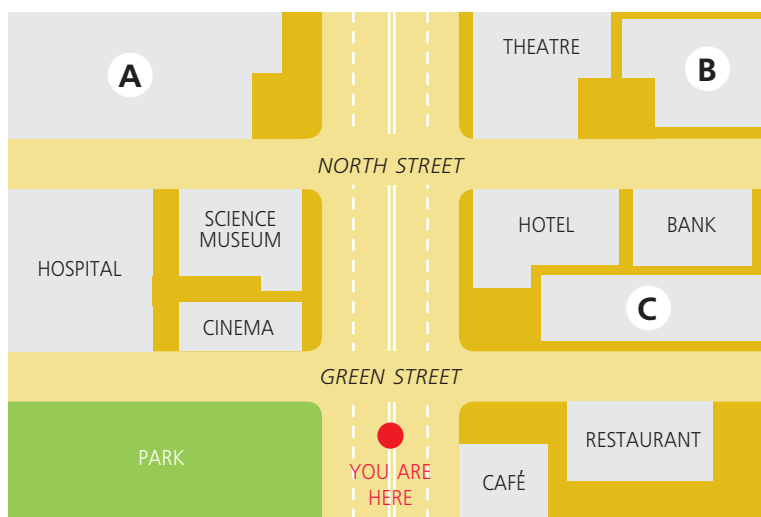 THEATRE
A
B
NORTH STREET
SCIENCE
MUSEUM
HOTEL
BANK
HOSPITAL
C
CINEMA
GREEN STREET
PARK
RESTAURANT
YOU ARE
HERE
CAFÉ